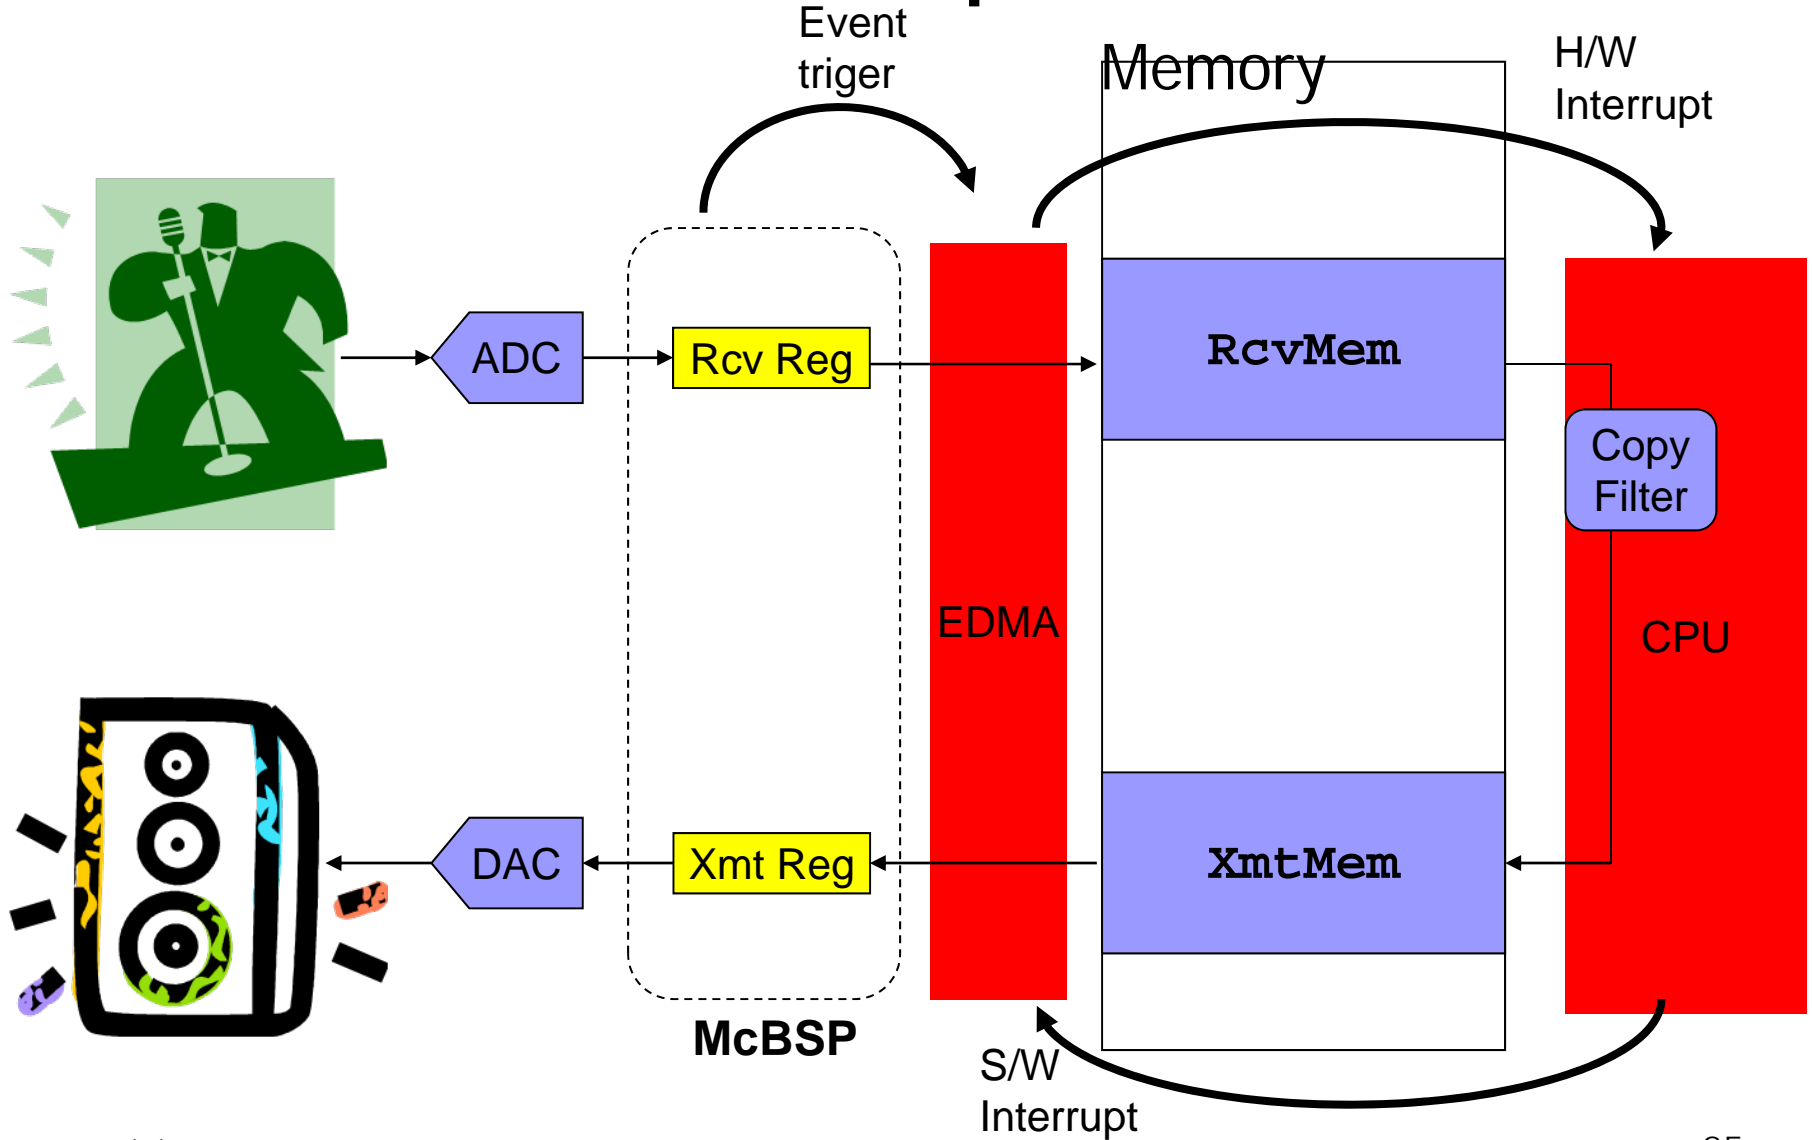 Event
triger
Memory
H/W
Interrupt
ADC
Rcv Reg
RcvMem
Copy
Filter
EDMA
CPU
DAC
Xmt Reg
XmtMem
McBSP
S/W
Interrupt